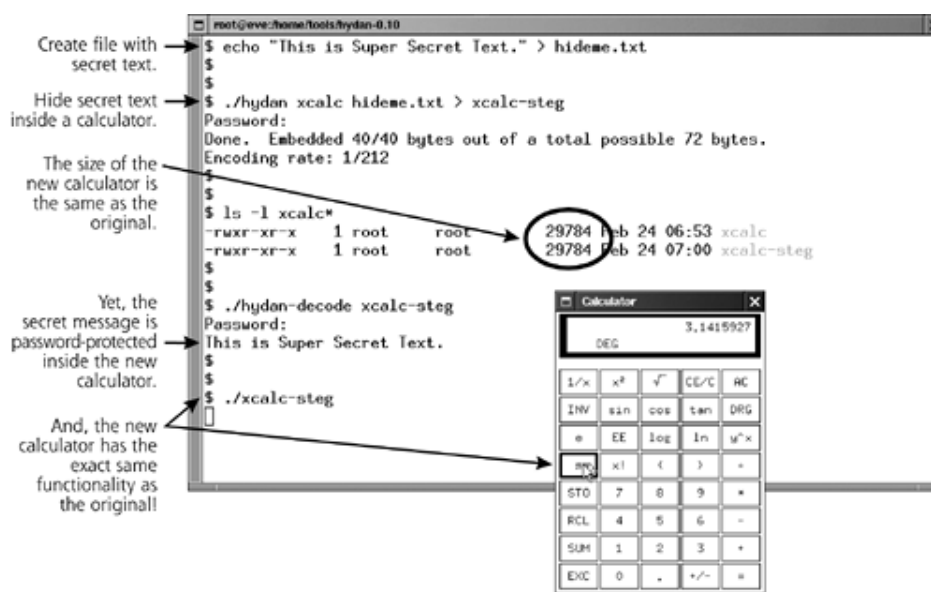 root@eve:/home/tools/hydan-0.10
Create file with
secret text.
$ echo "This is Super Secret Text." > hideme.txt
$
$
Hide secret text
inside a calculator.
$ ./hydan xcalc hideme.txt > xcalc-steg
Password:
Done. Embedded 40/40 bytes out of a total possible 72 bytes.
Encoding rate: 1/212
The size of the
new calculator is
the same as the
original.
$
$
$ ls -l xcalc*
-rwxr-xr-x 1 root root 29784 Feb 24 06:53 xcalc
-rwxr-xr-x 1 root root 29784 Feb 24 07:00 xcalc-steg
$
$
Yet, the
secret message is
password-protected
inside the new
calculator.
$ ./hydan-decode xcalc-steg
Password:
This is Super Secret Text.
$
$
And, the new
calculator has the
exact same
functionality as
the original!
$ ./xcalc-steg
Calculator
3.1415927
DEG
1/x x² √ CE/C AC
INV sin cos tan DRG
e EE log ln y^x
x! ( )
STO 7 8 9 *
RCL 4 5 6 -
SUM 1 2 3 +
EXC 0 . +/- =